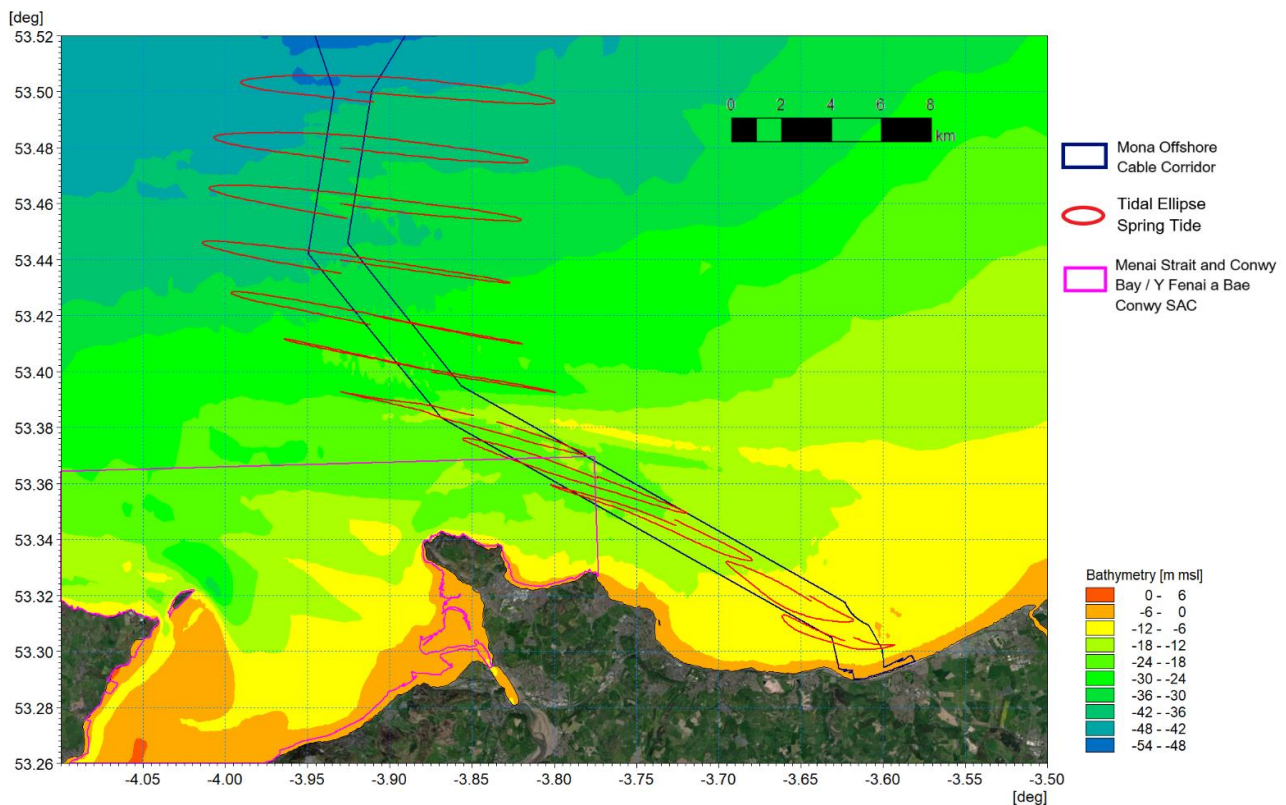 [deg]
53.52
53.50
53.48
53.46
53.44
53.42
53.40
53.38
53.36
53.34
53.32
53.30
53.28
53.26
0 2 4 6 8
km
Mona Offshore
Cable Corridor
Tidal Ellipse
Spring Tide
Menai Strait and Conwy
Bay / Y Fenai a Bae
Conwy SAC
Bathymetry [m msl]
0 - 6
-6 - 0
-12 - -6
-18 - -12
-24 - -18
-30 - -24
-36 - -30
-42 - -36
-48 - -42
-54 - -48
-4.05 -4.00 -3.95 -3.90 -3.85 -3.80 -3.75 -3.70 -3.65 -3.60 -3.55 -3.50
[deg]